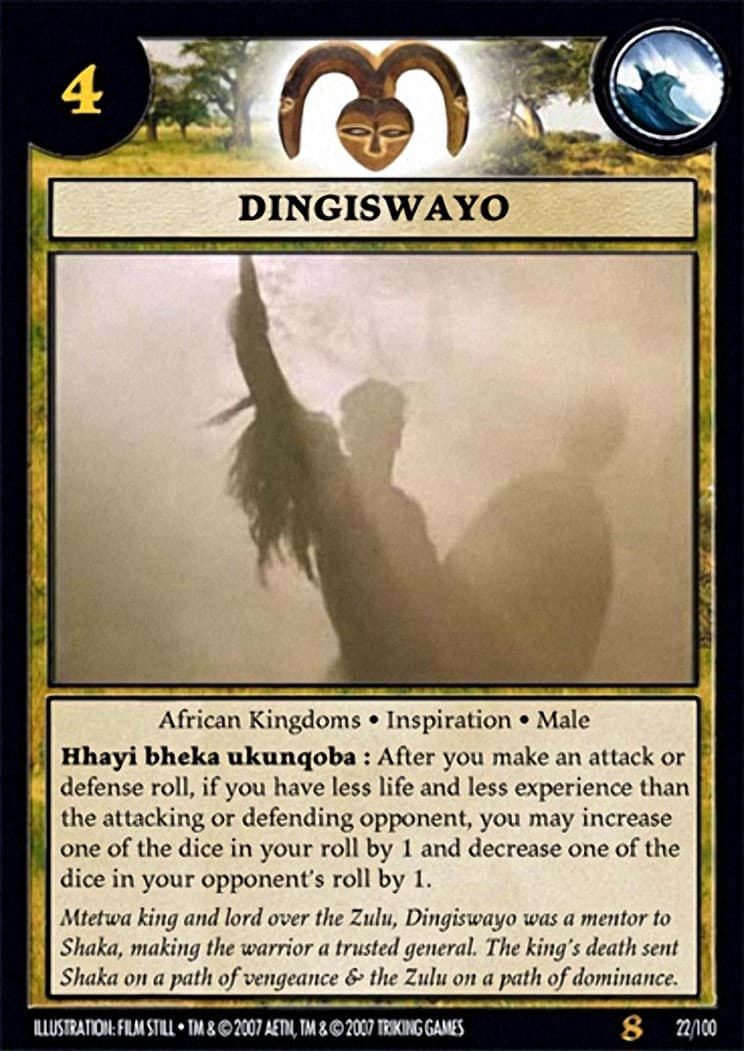 4
DINGISWAYO
African Kingdoms • Inspiration • Male
Hhayi bheka ukunqoba : After you make an attack or
defense roll, if you have less life and less experience than
the attacking or defending opponent, you may increase
one of the dice in your roll by 1 and decrease one of the
dice in your opponent's roll by 1.
Mtetwa king and lord over the Zulu, Dingiswayo was a mentor to
Shaka, making the warrior a trusted general. The king's death sent
Shaka on a path of vengeance & the Zulu on a path of dominance.
ILLUSTRATION: FILM STILL • TM & © 2007 AETN, TM & © 2007 TRIKING GAMES 8 22/100